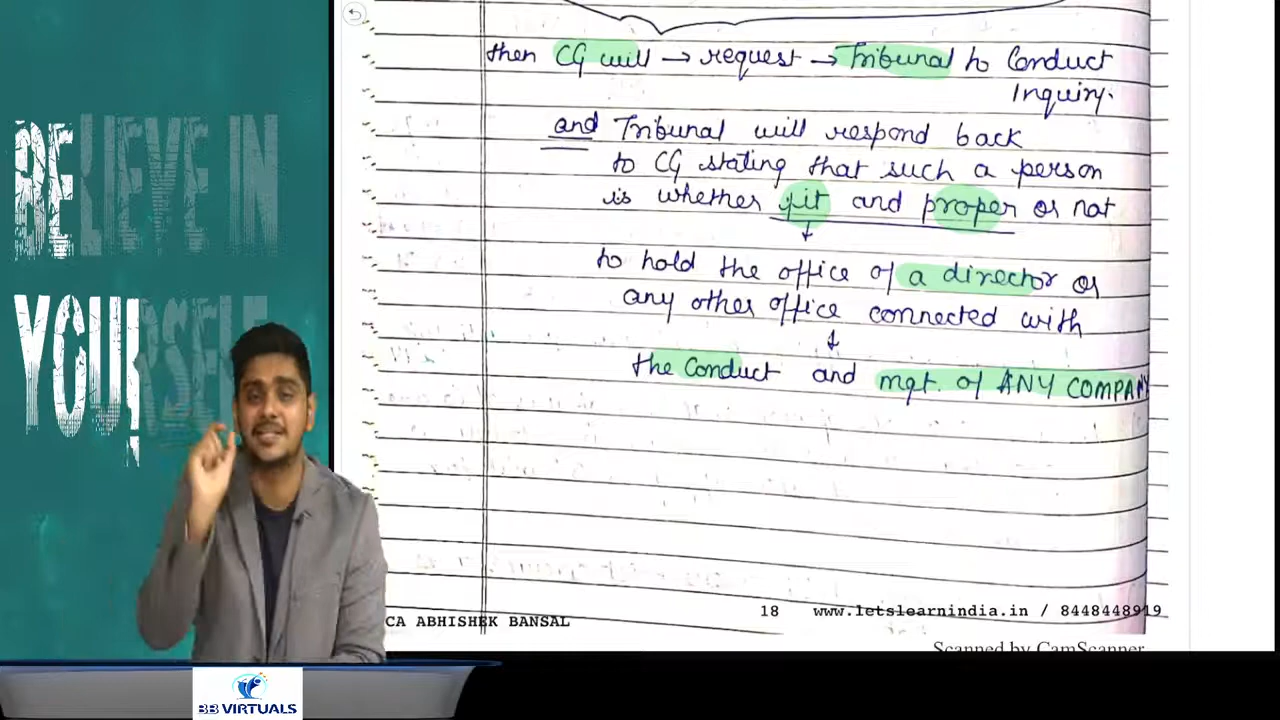 BELIEVE IN
YOURSELF
then CG will → request → Tribunal to Conduct
Inquiry.
and Tribunal will respond back
to CG stating that such a person
is whether fit and proper or not
to hold the office of a director or
any other office connected with
the Conduct and mgt. of ANY COMPANY
CA ABHISHEK BANSAL
18 www.letslearnindia.in / 8448448919
Scanned by CamScanner
BB VIRTUALS